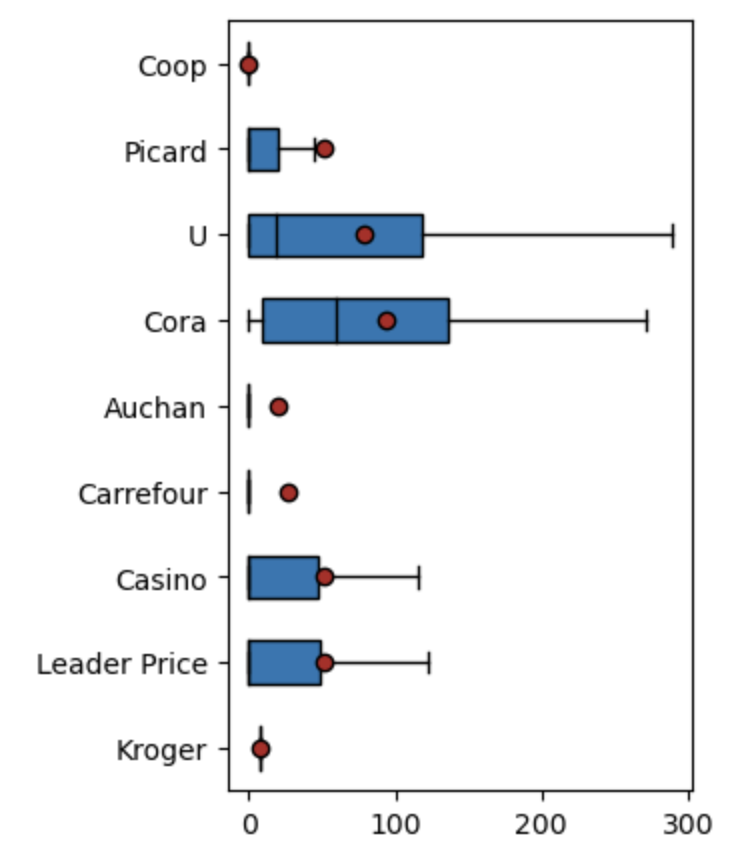 Coop
Picard
U
Cora
Auchan
Carrefour
Casino
Leader Price
Kroger
0 100 200 300